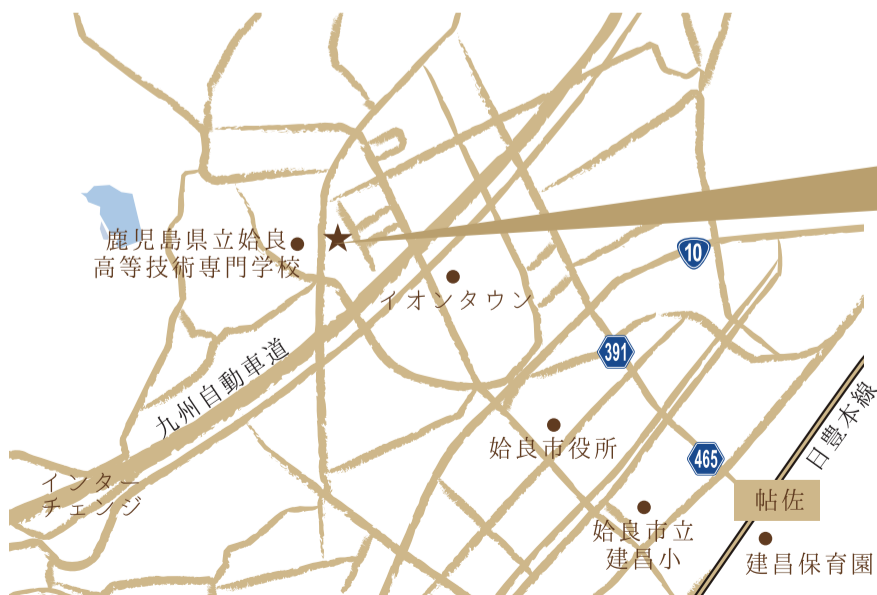 鹿児島県立姶良
高等技術専門学校
10
イオンタウン
391
九州自動車道
日豊本線
姶良市役所
465
インター
チェンジ
帖佐
姶良市立
建昌小
建昌保育園